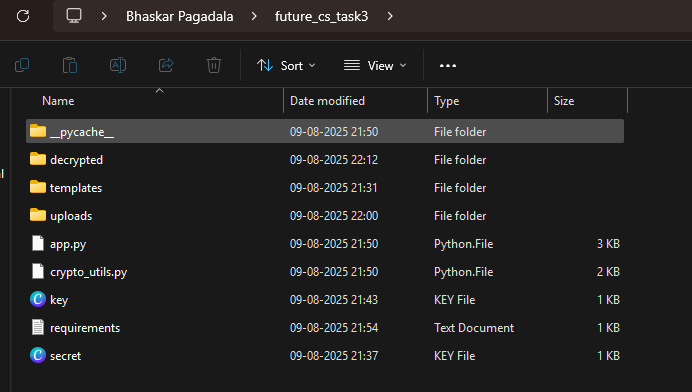 Bhaskar Pagadala > future_cs_task3 >
Sort View
Name Date modified Type Size
__pycache__ 09-08-2025 21:50 File folder
decrypted 09-08-2025 22:12 File folder
templates 09-08-2025 21:31 File folder
uploads 09-08-2025 22:00 File folder
app.py 09-08-2025 21:50 Python.File 3 KB
crypto_utils.py 09-08-2025 21:50 Python.File 2 KB
key 09-08-2025 21:43 KEY File 1 KB
requirements 09-08-2025 21:54 Text Document 1 KB
secret 09-08-2025 21:37 KEY File 1 KB